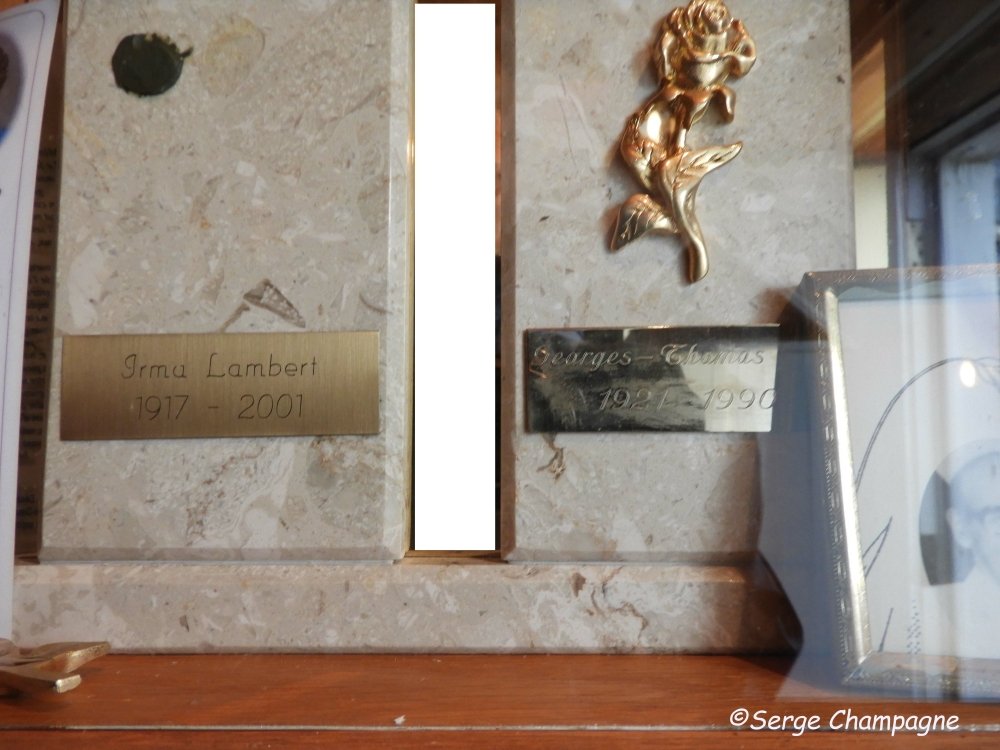 Irma Lambert
1917 - 2001
Georges-Thomas
1921 - 1990
©Serge Champagne